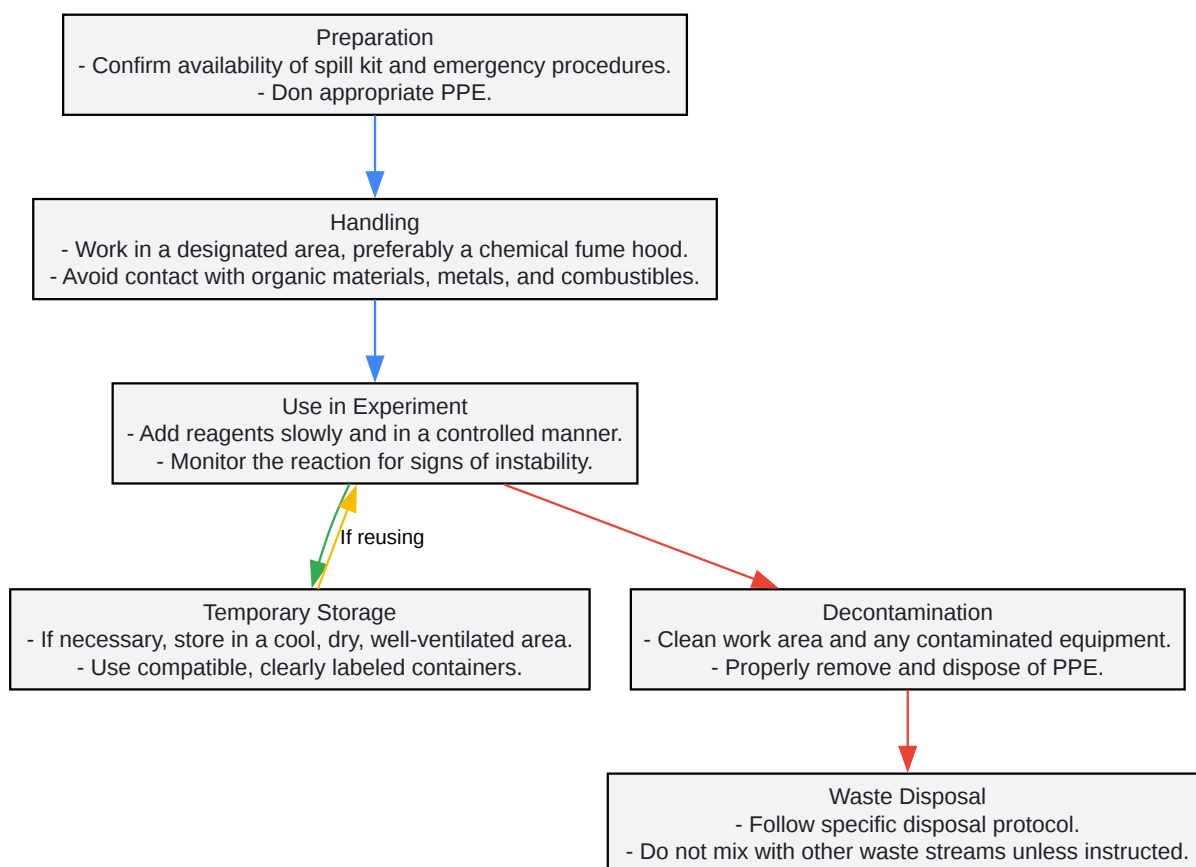 Preparation
- Confirm availability of spill kit and emergency procedures.
- Don appropriate PPE.
Handling
- Work in a designated area, preferably a chemical fume hood.
- Avoid contact with organic materials, metals, and combustibles.
Use in Experiment
- Add reagents slowly and in a controlled manner.
- Monitor the reaction for signs of instability.
If reusing
Temporary Storage
- If necessary, store in a cool, dry, well-ventilated area.
- Use compatible, clearly labeled containers.
Decontamination
- Clean work area and any contaminated equipment.
- Properly remove and dispose of PPE.
Waste Disposal
- Follow specific disposal protocol.
- Do not mix with other waste streams unless instructed.